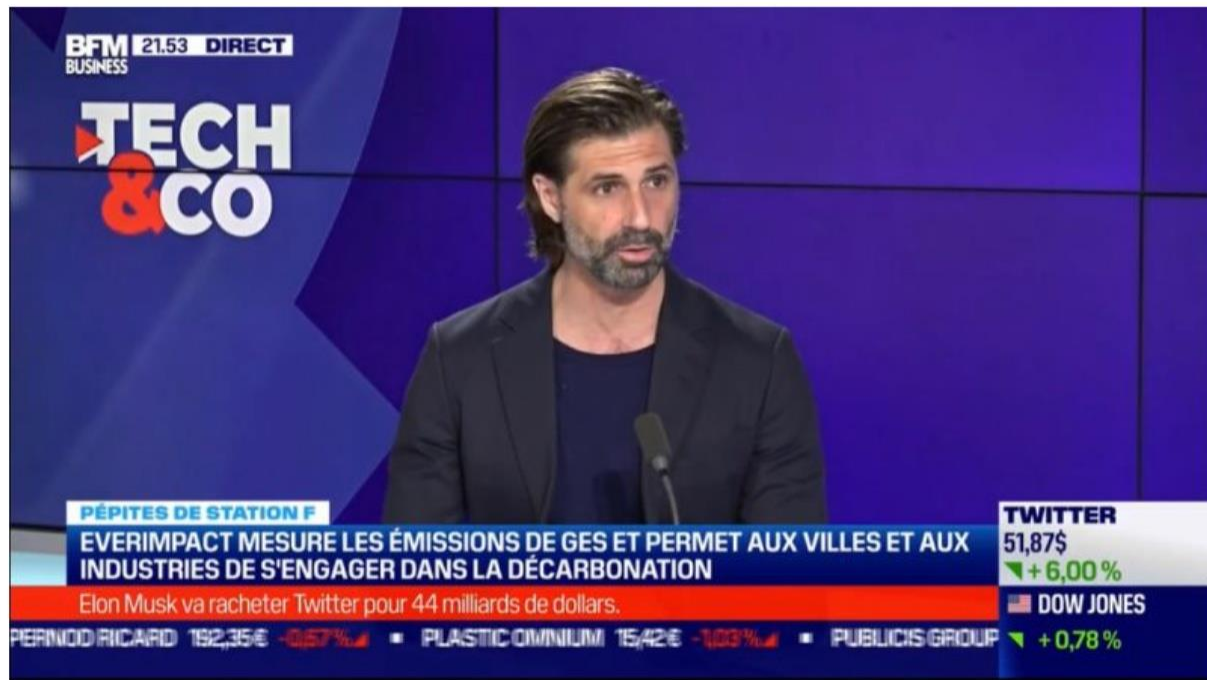 BFM
BUSINESS
21.53 DIRECT
TECH
&CO
PÉPITES DE STATION F
EVERIMPACT MESURE LES ÉMISSIONS DE GES ET PERMET AUX VILLES ET AUX
INDUSTRIES DE S'ENGAGER DANS LA DÉCARBONATION
Elon Musk va racheter Twitter pour 44 milliards de dollars.
PERNOD RICARD 192,35€ -0,67% ▪ PLASTIC OMNIUM 15,42€ -1,03% ▪ PUBLICIS GROUP
TWITTER
51,87$
+6,00%
DOW JONES
+0,78%